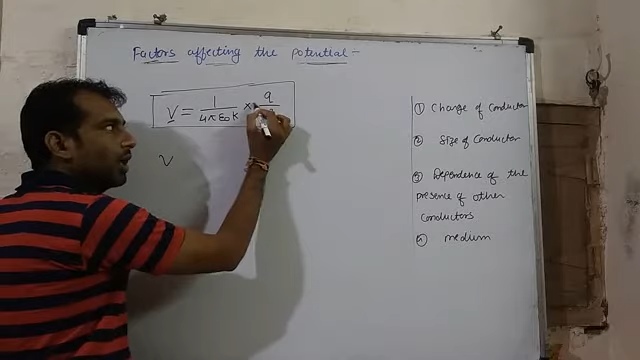 Factors affecting the potential -
V = 1/4πε0K × q
V
① Charge of Conductor
② Size of Conductor
③ Dependence of the
presence of other
Conductors
④ medium